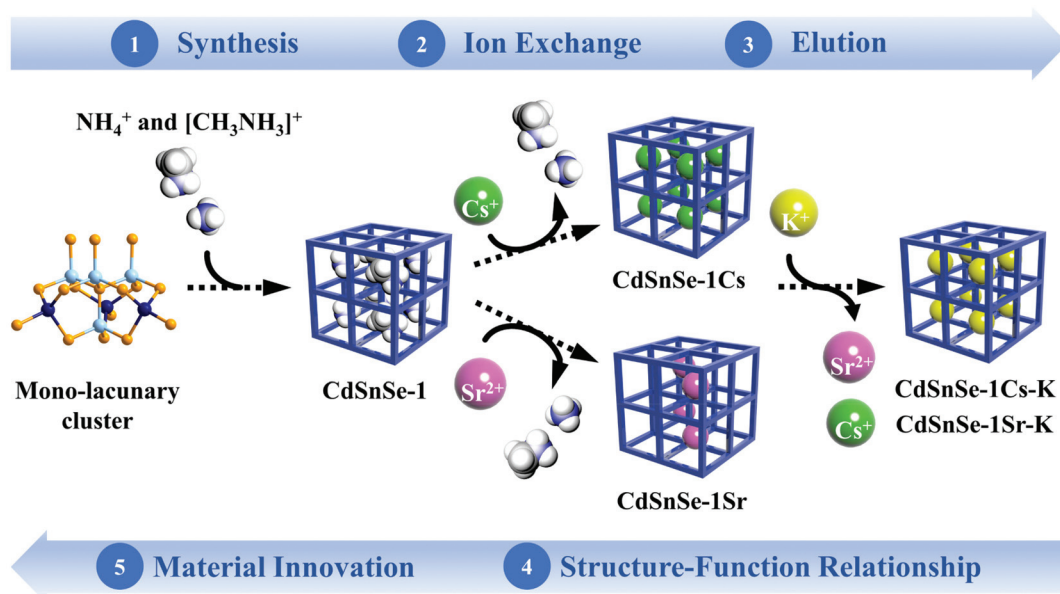 1 Synthesis
2 Ion Exchange
3 Elution
NH₄⁺ and [CH₃NH₃]⁺
Cs⁺
K⁺
CdSnSe-1Cs
Mono-lacunary
cluster
CdSnSe-1
Sr²⁺
CdSnSe-1Sr
Sr²⁺
Cs⁺
CdSnSe-1Cs-K
CdSnSe-1Sr-K
5 Material Innovation
4 Structure-Function Relationship